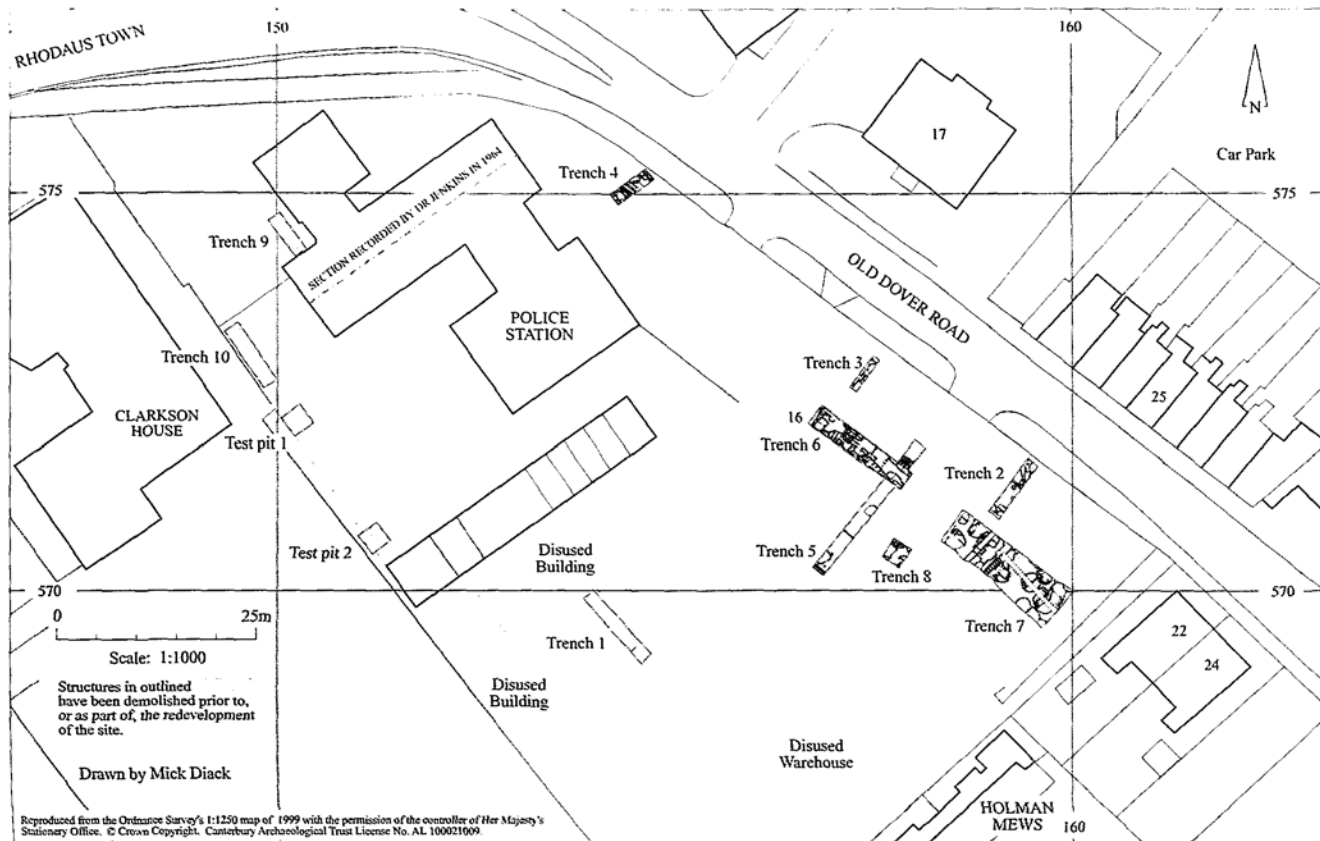 150
160
RHODAUS TOWN
N
17
Car Park
575
Trench 4
575
SECTION RECORDED BY DR JENKINS IN 1964
Trench 9
OLD DOVER ROAD
POLICE
STATION
Trench 10
Trench 3
25
CLARKSON
HOUSE
16
Trench 6
Test pit 1
Trench 2
Test pit 2
Disused
Building
Trench 5
Trench 8
570
570
0
25m
Trench 7
22
Trench 1
24
Scale: 1:1000
Structures in outlined
have been demolished prior to,
or as part of, the redevelopment
of the site.
Disused
Building
Disused
Warehouse
Drawn by Mick Diack
HOLMAN
MEWS
160
Reproduced from the Ordnance Survey's 1:1250 map of 1999 with the permission of the controller of Her Majesty's
Stationery Office. © Crown Copyright. Canterbury Archaeological Trust License No. AL 100021009.